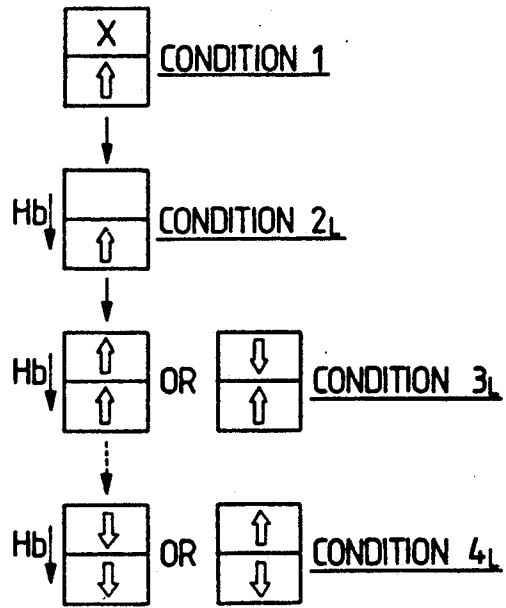 X CONDITION 1
Hb CONDITION 2L
Hb OR CONDITION 3L
Hb OR CONDITION 4L